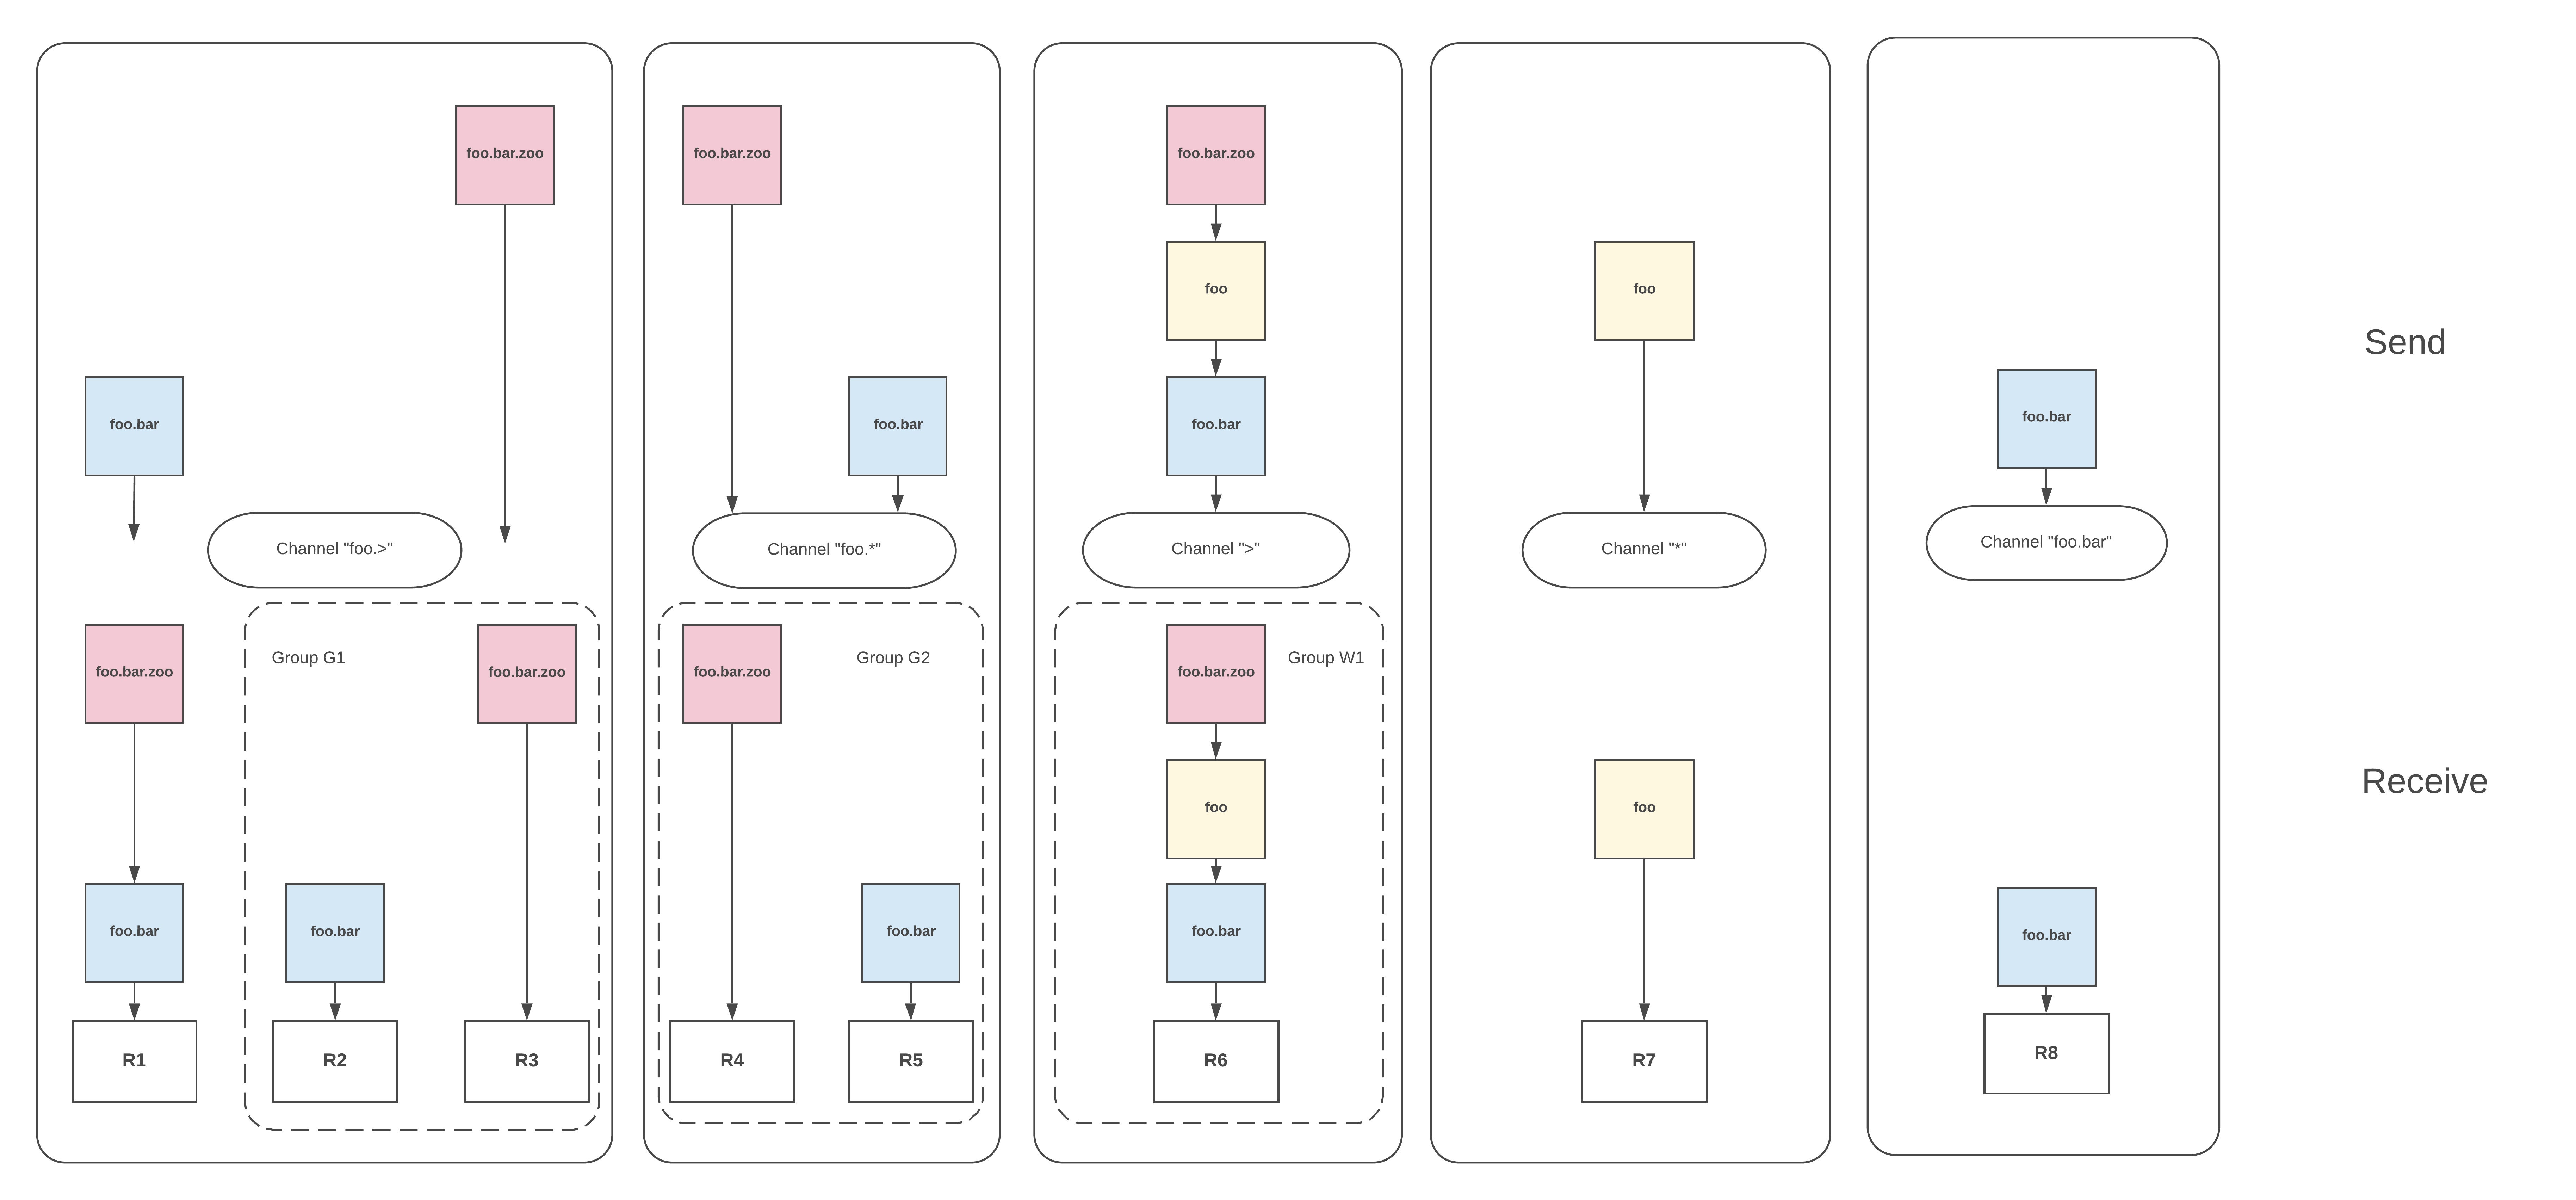 foo.bar.zoo
foo.bar
Channel "foo.>"
foo.bar.zoo
Group G1
foo.bar.zoo
foo.bar
foo.bar
R1
R2
R3
foo.bar.zoo
foo.bar
Channel "foo.*"
foo.bar.zoo
Group G2
foo.bar
R4
R5
foo.bar.zoo
foo
foo.bar
Channel ">"
foo.bar.zoo
Group W1
foo
foo.bar
R6
foo
Channel "*"
foo
R7
foo.bar
Channel "foo.bar"
foo.bar
R8
Send
Receive